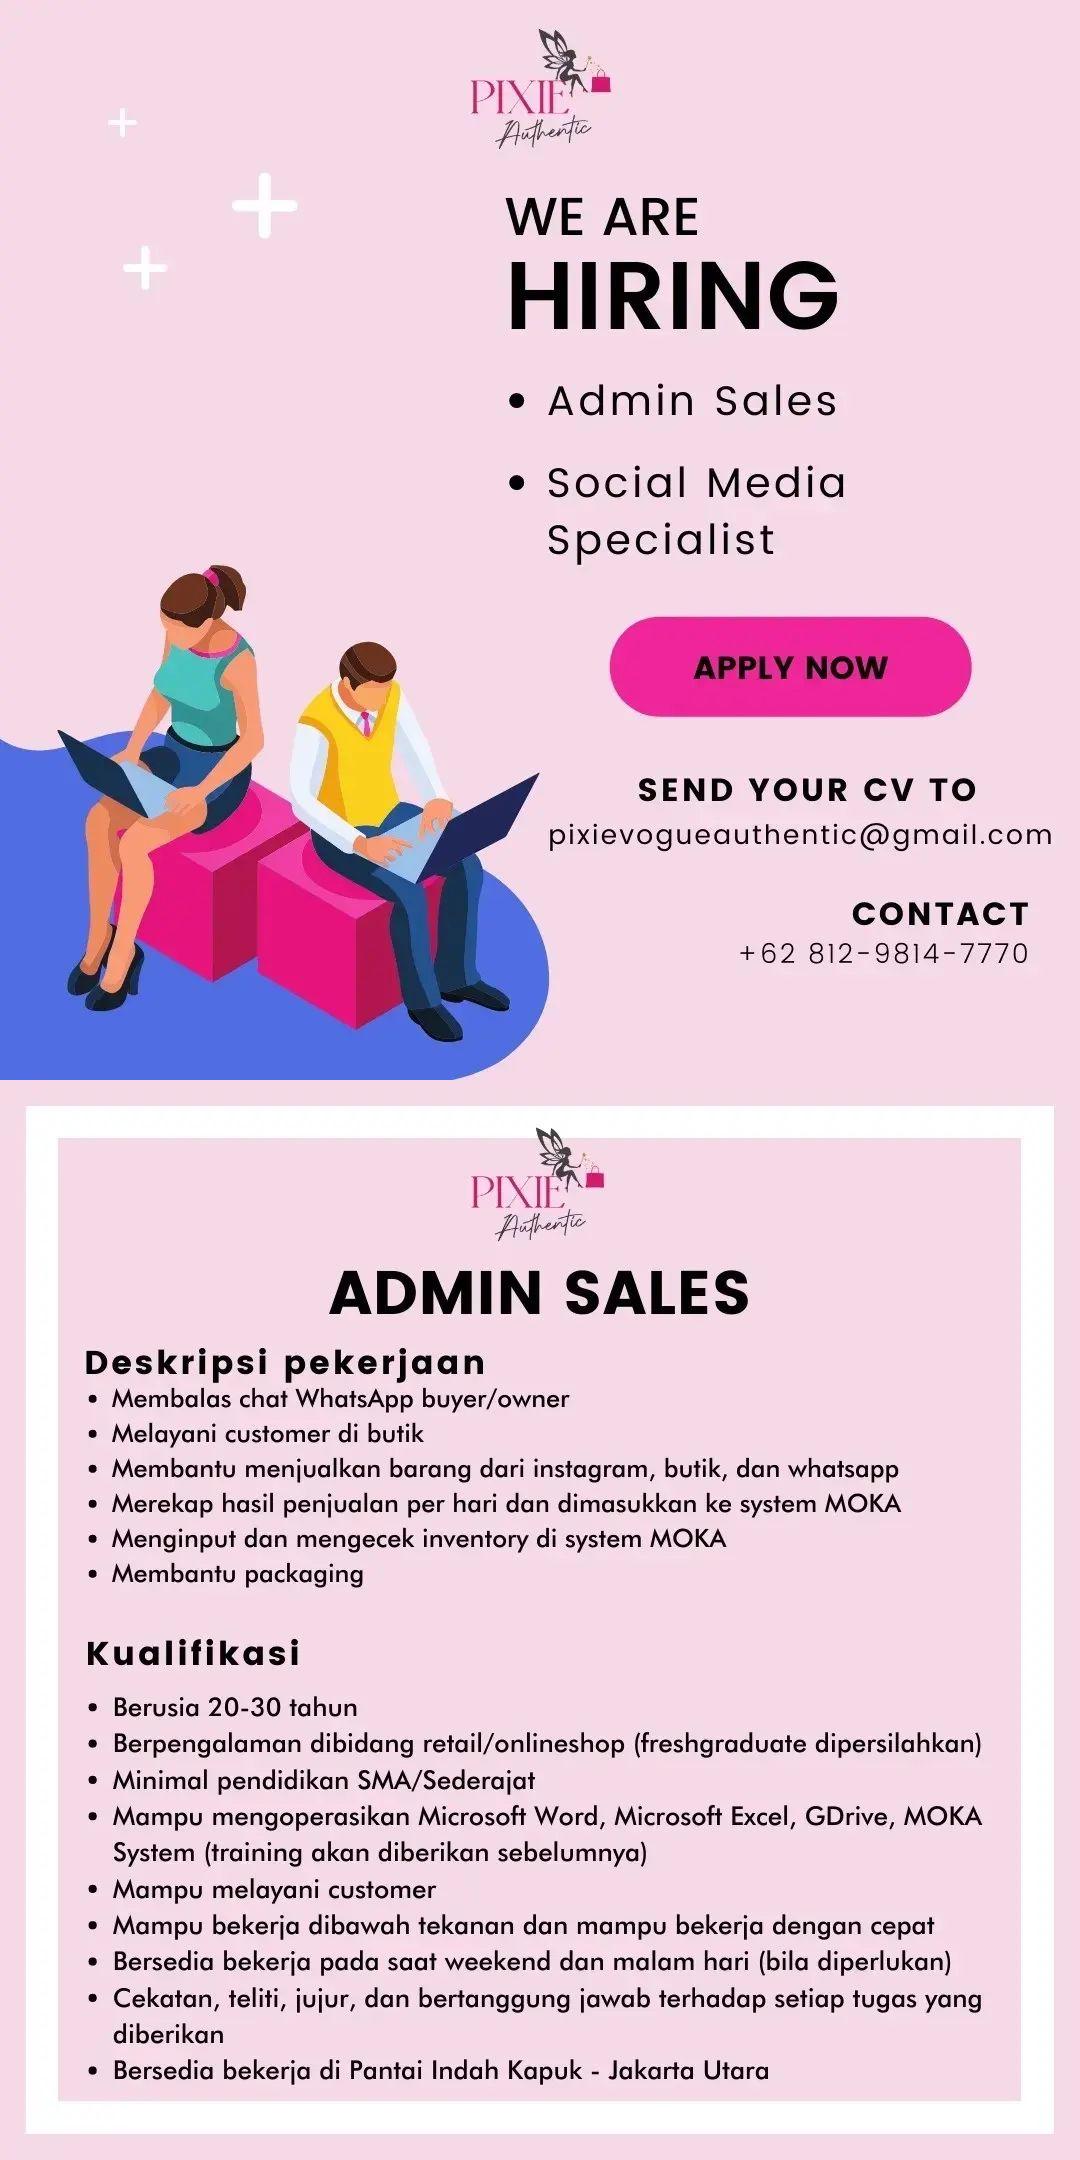 PIXIE
Authentic
WE ARE
HIRING
• Admin Sales
• Social Media
Specialist
APPLY NOW
SEND YOUR CV TO
pixievogueauthentic@gmail.com
CONTACT
+62 812-9814-7770
PIXIE
Authentic
ADMIN SALES
Deskripsi pekerjaan
• Membalas chat WhatsApp buyer/owner
• Melayani customer di butik
• Membantu menjualkan barang dari instagram, butik, dan whatsapp
• Merekap hasil penjualan per hari dan dimasukkan ke system MOKA
• Menginput dan mengecek inventory di system MOKA
• Membantu packaging
Kualifikasi
• Berusia 20-30 tahun
• Berpengalaman dibidang retail/onlineshop (freshgraduate dipersilahkan)
• Minimal pendidikan SMA/Sederajat
• Mampu mengoperasikan Microsoft Word, Microsoft Excel, GDrive, MOKA
System (training akan diberikan sebelumnya)
• Mampu melayani customer
• Mampu bekerja dibawah tekanan dan mampu bekerja dengan cepat
• Bersedia bekerja pada saat weekend dan malam hari (bila diperlukan)
• Cekatan, teliti, jujur, dan bertanggung jawab terhadap setiap tugas yang
diberikan
• Bersedia bekerja di Pantai Indah Kapuk - Jakarta Utara